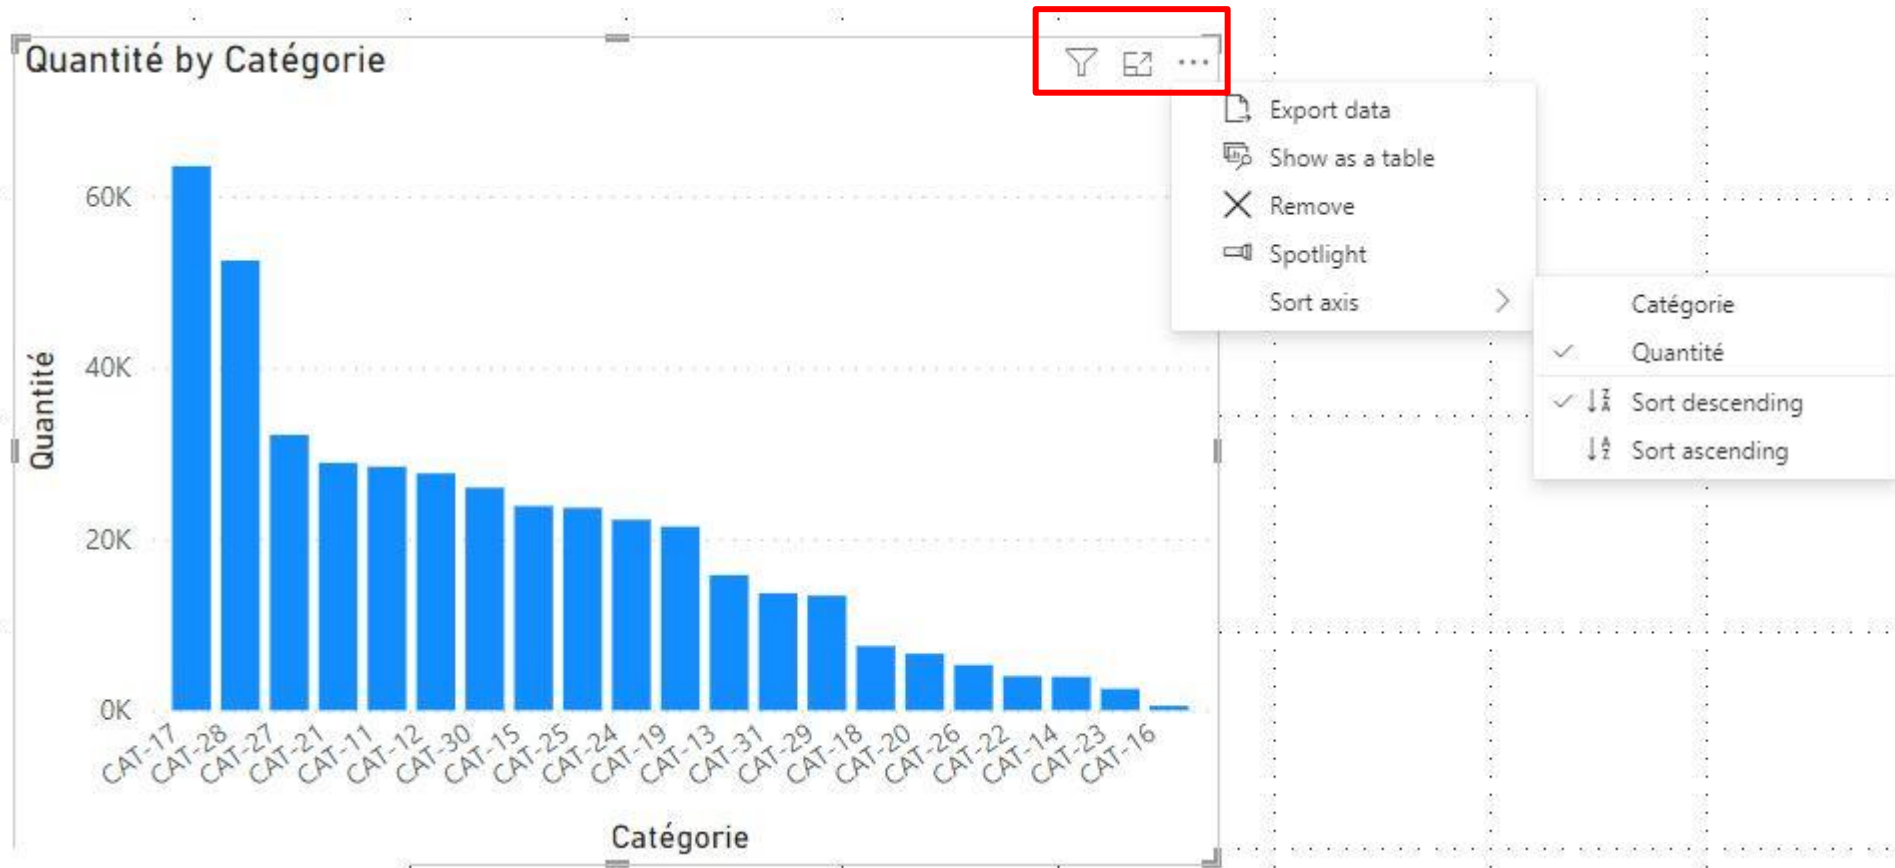 Quantité by Catégorie
Export data
Show as a table
Remove
Spotlight
Sort axis
Catégorie
Quantité
Sort descending
Sort ascending
60K
40K
20K
0K
Quantité
CAT-17
CAT-28
CAT-27
CAT-21
CAT-11
CAT-12
CAT-30
CAT-15
CAT-25
CAT-24
CAT-19
CAT-13
CAT-31
CAT-29
CAT-18
CAT-20
CAT-26
CAT-22
CAT-14
CAT-23
CAT-16
Catégorie